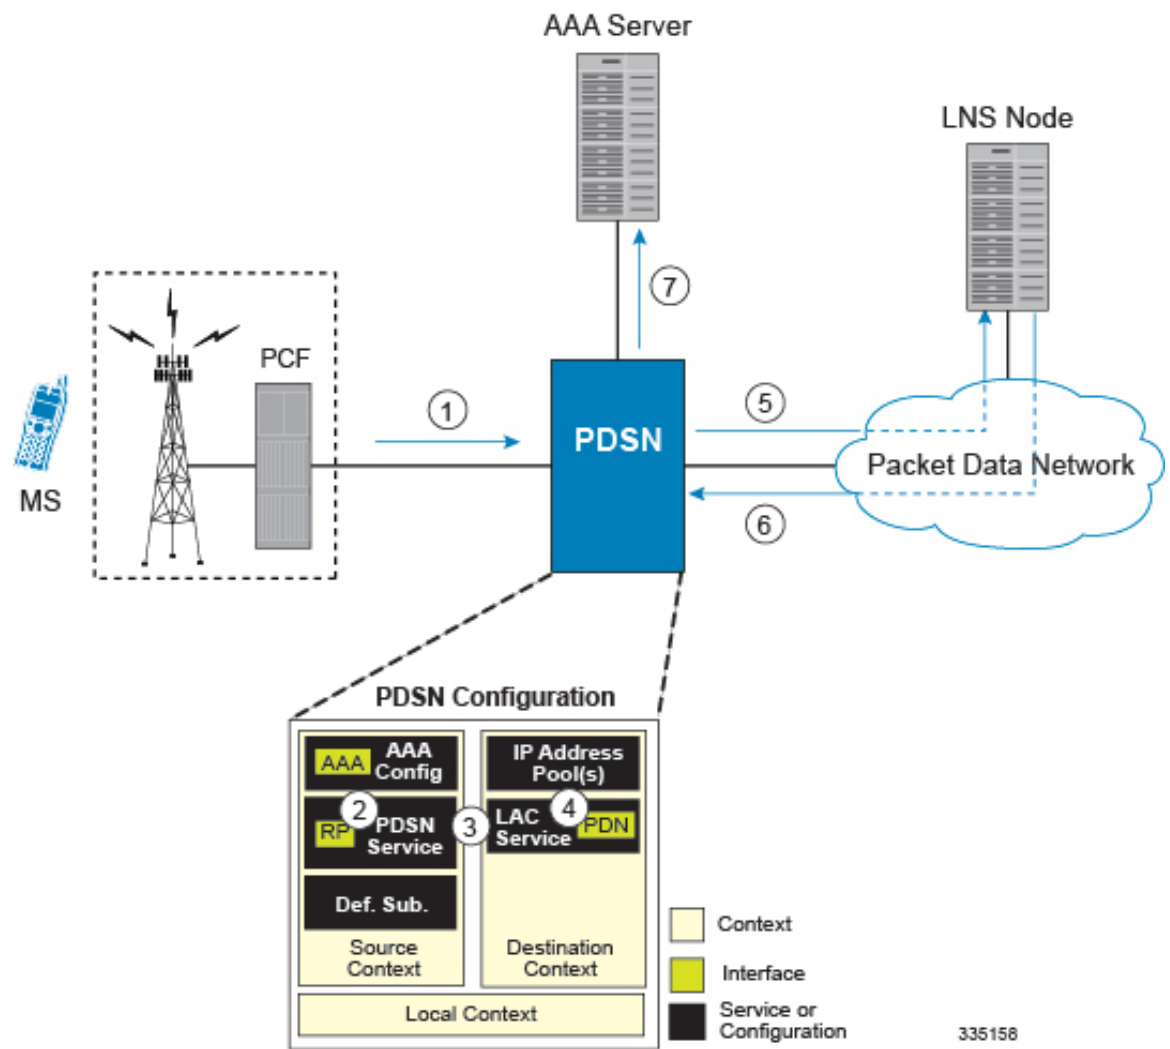 AAA Server
LNS Node
7
PCF
1
5
PDSN
Packet Data Network
MS
6
PDSN Configuration
AAA
AAA
Config
IP Address
Pool(s)
2
3
4
RP
PDSN
Service
LAC
Service
PDN
Def. Sub.
Source
Context
Destination
Context
Local Context
Context
Interface
Service or
Configuration
335158